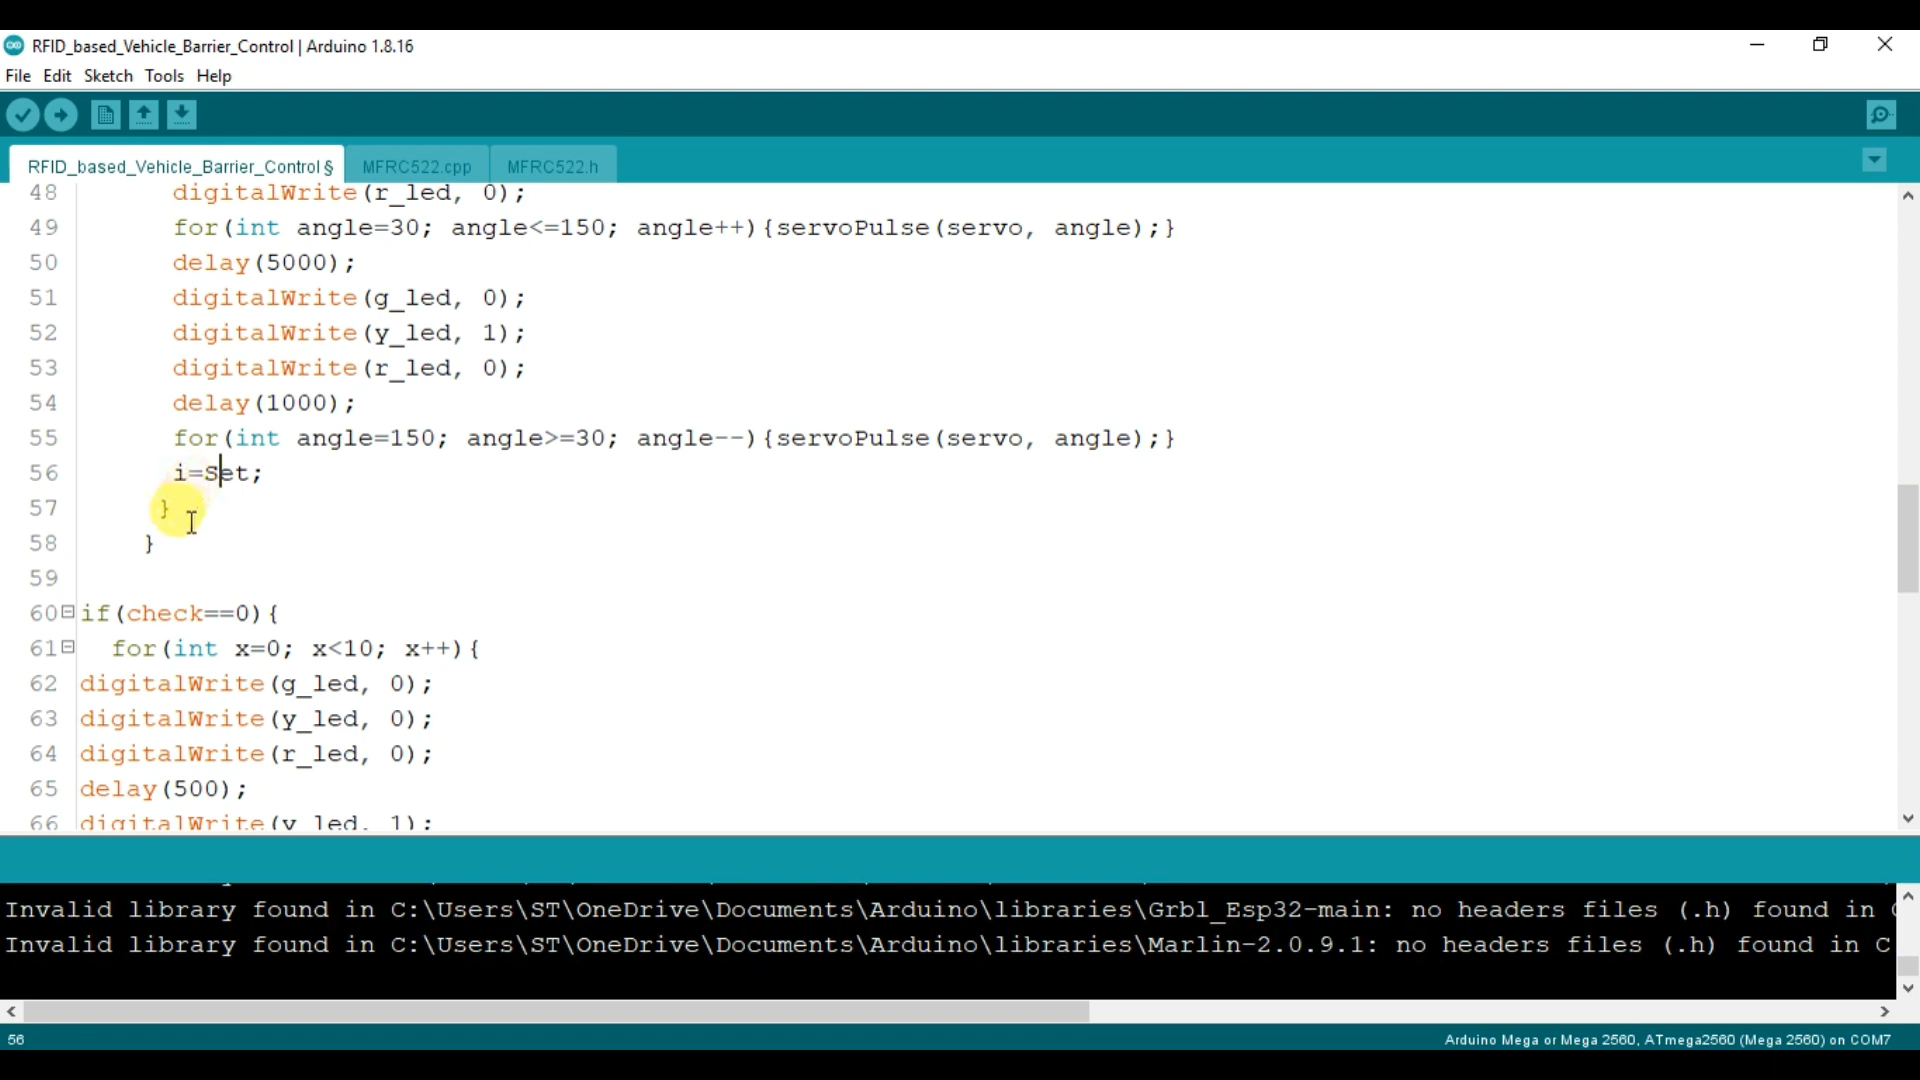 RFID_based_Vehicle_Barrier_Control | Arduino 1.8.16
File Edit Sketch Tools Help
RFID_based_Vehicle_Barrier_Control § MFRC522.cpp MFRC522.h
48 digitalWrite(r_led, 0);
49 for(int angle=30; angle<=150; angle++){servoPulse(servo, angle);}
50 delay(5000);
51 digitalWrite(g_led, 0);
52 digitalWrite(y_led, 1);
53 digitalWrite(r_led, 0);
54 delay(1000);
55 for(int angle=150; angle>=30; angle--){servoPulse(servo, angle);}
56 i=Set;
57 }
58 }
59
60 if(check==0){
61 for(int x=0; x<10; x++){
62 digitalWrite(g_led, 0);
63 digitalWrite(y_led, 0);
64 digitalWrite(r_led, 0);
65 delay(500);
66 digitalWrite(y_led, 1);
Invalid library found in C:\Users\ST\OneDrive\Documents\Arduino\libraries\Grbl_Esp32-main: no headers files (.h) found in
Invalid library found in C:\Users\ST\OneDrive\Documents\Arduino\libraries\Marlin-2.0.9.1: no headers files (.h) found in C
56
Arduino Mega or Mega 2560, ATmega2560 (Mega 2560) on COM7